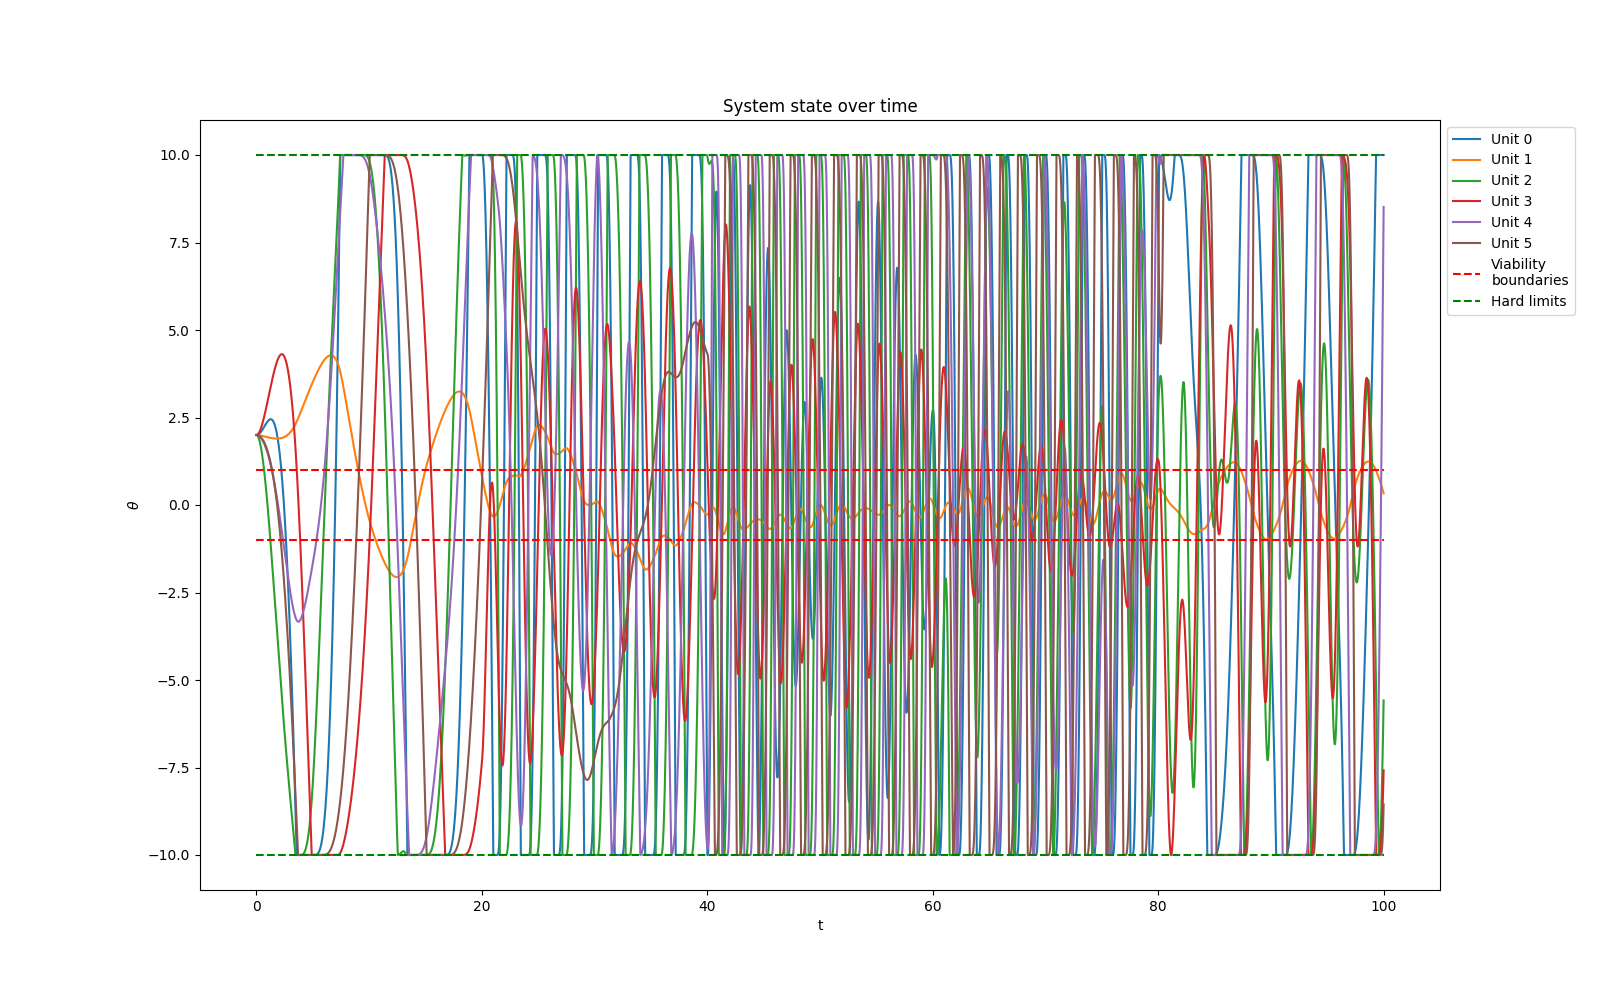 System state over time
10.0
7.5
5.0
2.5
0.0
−2.5
−5.0
−7.5
−10.0
θ
0
20
40
60
80
100
t
Unit 0
Unit 1
Unit 2
Unit 3
Unit 4
Unit 5
Viability
boundaries
Hard limits